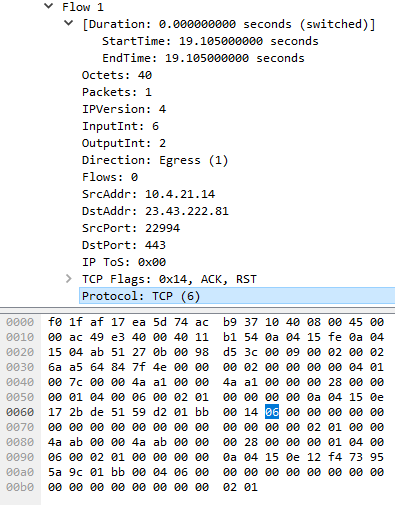 Flow 1
[Duration: 0.000000000 seconds (switched)]
StartTime: 19.105000000 seconds
EndTime: 19.105000000 seconds
Octets: 40
Packets: 1
IPVersion: 4
InputInt: 6
OutputInt: 2
Direction: Egress (1)
Flows: 0
SrcAddr: 10.4.21.14
DstAddr: 23.43.222.81
SrcPort: 22994
DstPort: 443
IP ToS: 0x00
TCP Flags: 0x14, ACK, RST
Protocol: TCP (6)
0000 f0 1f af 17 ea 5d 74 ac b9 37 10 40 08 00 45 00
0010 00 ac 49 e3 40 00 40 11 b1 54 0a 04 15 fe 0a 04
0020 15 04 ab 51 27 0b 00 98 d5 3c 00 09 00 02 00 02
0030 6a a5 64 84 7f 4e 00 00 00 02 00 00 00 00 04 01
0040 00 7c 00 00 4a a1 00 00 4a a1 00 00 00 28 00 00
0050 00 01 04 00 06 00 02 01 00 00 00 00 0a 04 15 0e
0060 17 2b de 51 59 d2 01 bb 00 14 06 00 00 00 00 00
0070 00 00 00 00 00 00 00 00 00 00 00 00 02 01 00 00
0080 4a ab 00 00 4a ab 00 00 00 28 00 00 00 01 04 00
0090 06 00 02 01 00 00 00 00 0a 04 15 0e 12 f4 73 95
00a0 5a 9c 01 bb 00 04 06 00 00 00 00 00 00 00 00 00
00b0 00 00 00 00 00 00 00 00 02 01